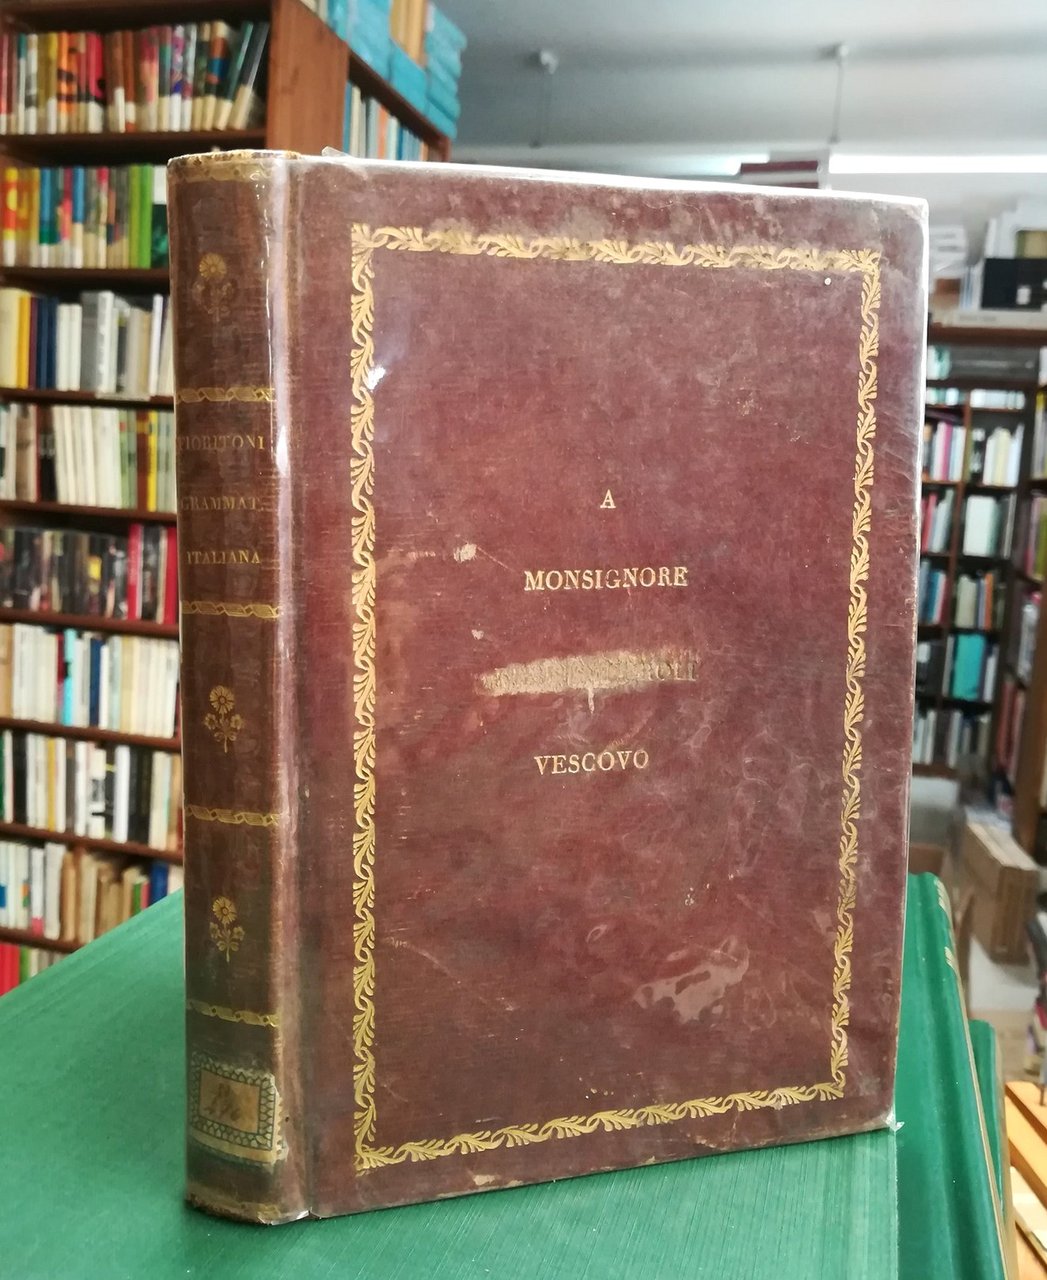 FIORITONI
GRAMMAT.
ITALIANA
A
MONSIGNORE
VESCOVO